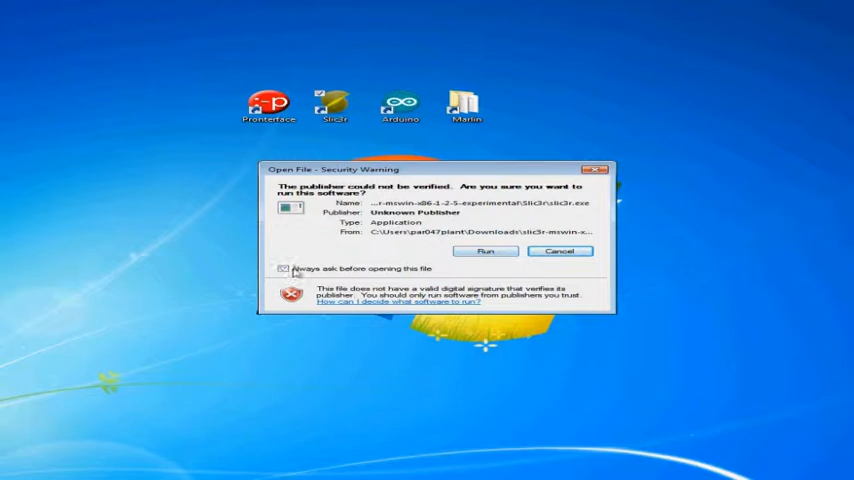 :-p
Pronterface
Slic3r
Arduino
Marlin
Open File - Security Warning
The publisher could not be verified. Are you sure you want to
run this software?
Name: ...r-mswin-x86-1-2-5-experimental\Slic3r\slic3r.exe
Publisher: Unknown Publisher
Type: Application
From: C:\Users\par047plant\Downloads\slic3r-mswin-x...
Run
Cancel
Always ask before opening this file
This file does not have a valid digital signature that verifies its
publisher. You should only run software from publishers you trust.
How can I decide what software to run?